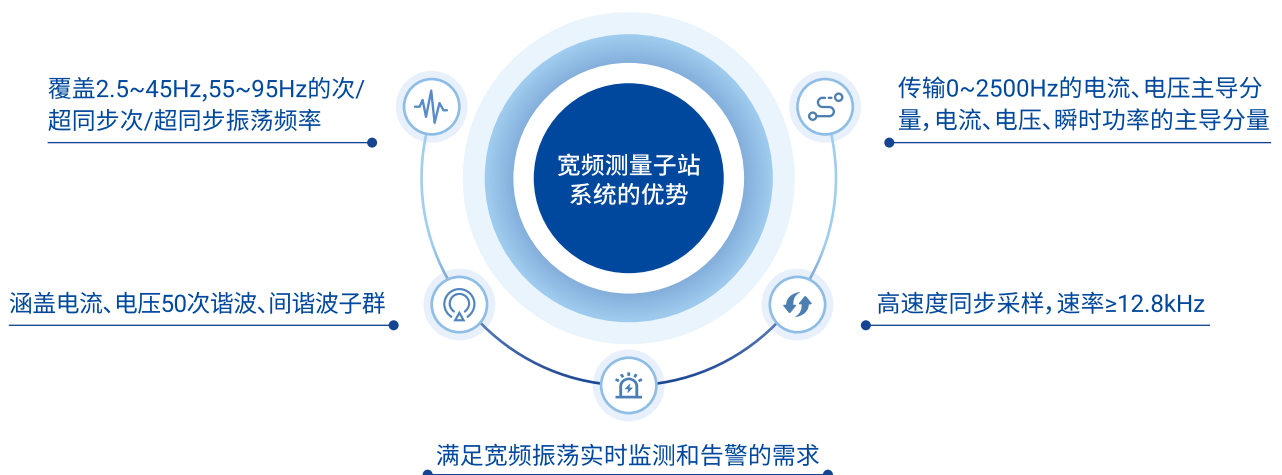 覆盖2.5~45Hz,55~95Hz的次/
超同步次/超同步振荡频率
传输0~2500Hz的电流、电压主导分
量，电流、电压、瞬时功率的主导分量
宽频测量子站
系统的优势
涵盖电流、电压50次谐波、间谐波子群
高速度同步采样，速率≥12.8kHz
满足宽频振荡实时监测和告警的需求